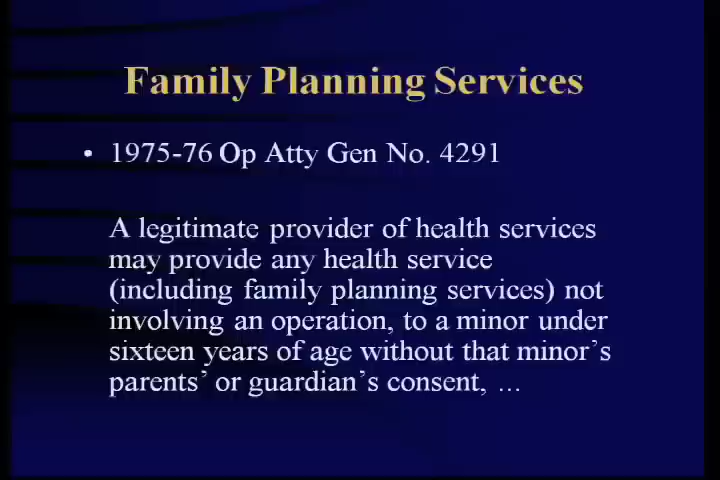 Family Planning Services
• 1975-76 Op Atty Gen No. 4291
A legitimate provider of health services
may provide any health service
(including family planning services) not
involving an operation, to a minor under
sixteen years of age without that minor’s
parents’ or guardian’s consent, ...